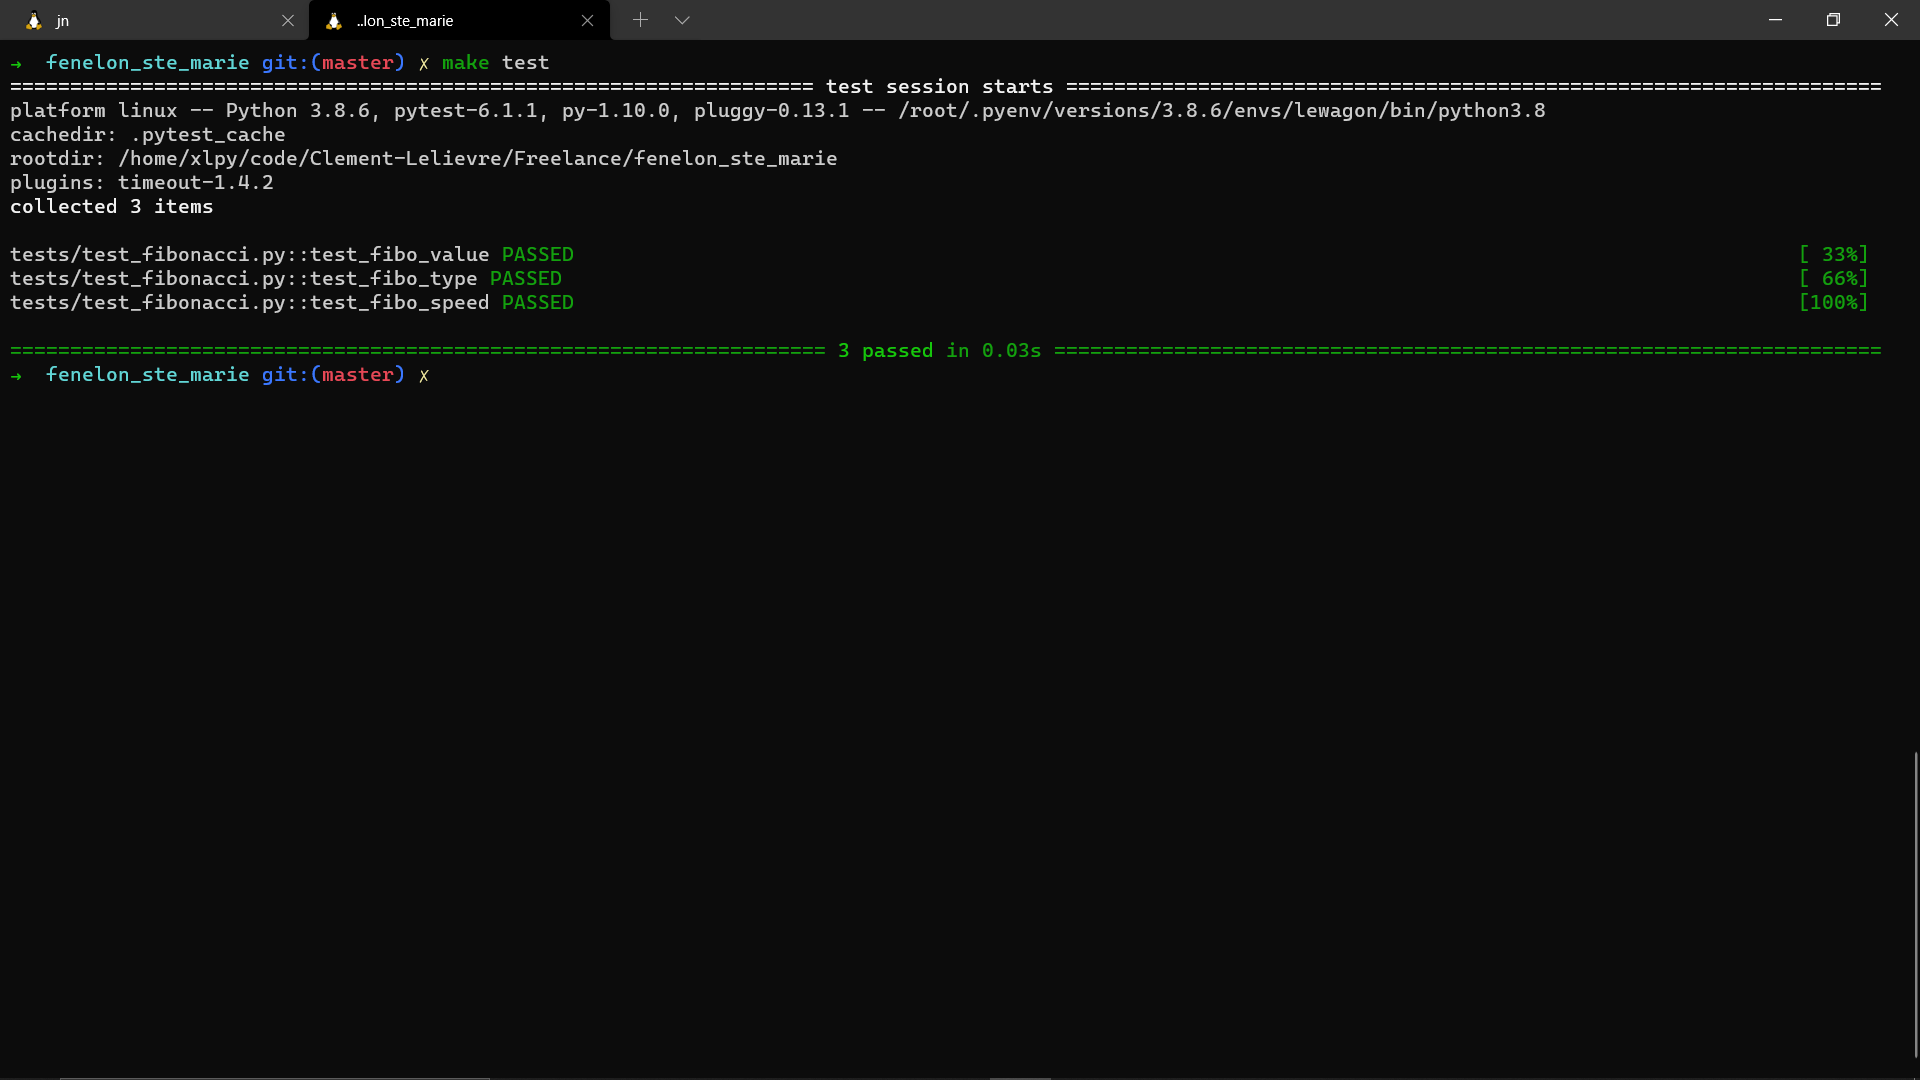 jn
..lon_ste_marie
→ fenelon_ste_marie git:(master) ✗ make test
=================================================================== test session starts ====================================================================
platform linux -- Python 3.8.6, pytest-6.1.1, py-1.10.0, pluggy-0.13.1 -- /root/.pyenv/versions/3.8.6/envs/lewagon/bin/python3.8
cachedir: .pytest_cache
rootdir: /home/xlpy/code/Clement-Lelievre/Freelance/fenelon_ste_marie
plugins: timeout-1.4.2
collected 3 items
tests/test_fibonacci.py::test_fibo_value PASSED [ 33%]
tests/test_fibonacci.py::test_fibo_type PASSED [ 66%]
tests/test_fibonacci.py::test_fibo_speed PASSED [100%]
==================================================================== 3 passed in 0.03s =====================================================================
→ fenelon_ste_marie git:(master) ✗